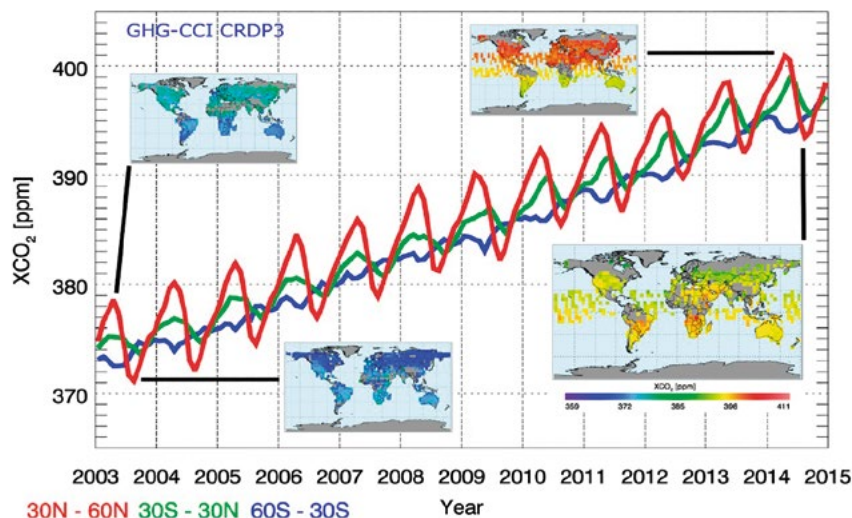 GHG-CCI CRDP3
400
390
380
370
XCO₂ [ppm]
XCO₂ [ppm]
359 372 385 398 411
2003 2004 2005 2006 2007 2008 2009 2010 2011 2012 2013 2014 2015
30N - 60N 30S - 30N 60S - 30S Year